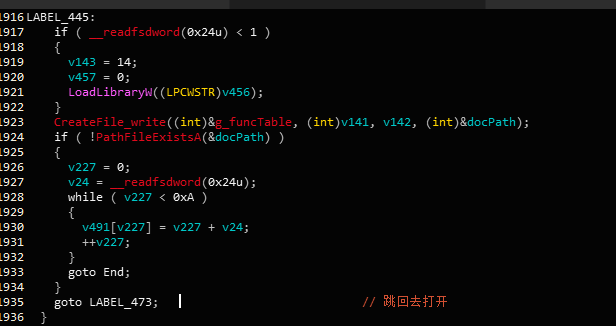 1916 LABEL_445:
1917 if ( __readfsdword(0x24u) < 1 )
1918 {
1919 v143 = 14;
1920 v457 = 0;
1921 LoadLibraryW((LPCWSTR)v456);
1922 }
1923 CreateFile_write((int)&g_funcTable, (int)v141, v142, (int)&docPath);
1924 if ( !PathFileExistsA(&docPath) )
1925 {
1926 v227 = 0;
1927 v24 = __readfsdword(0x24u);
1928 while ( v227 < 0xA )
1929 {
1930 v491[v227] = v227 + v24;
1931 ++v227;
1932 }
1933 goto End;
1934 }
1935 goto LABEL_473; // 跳回去打开
1936 }